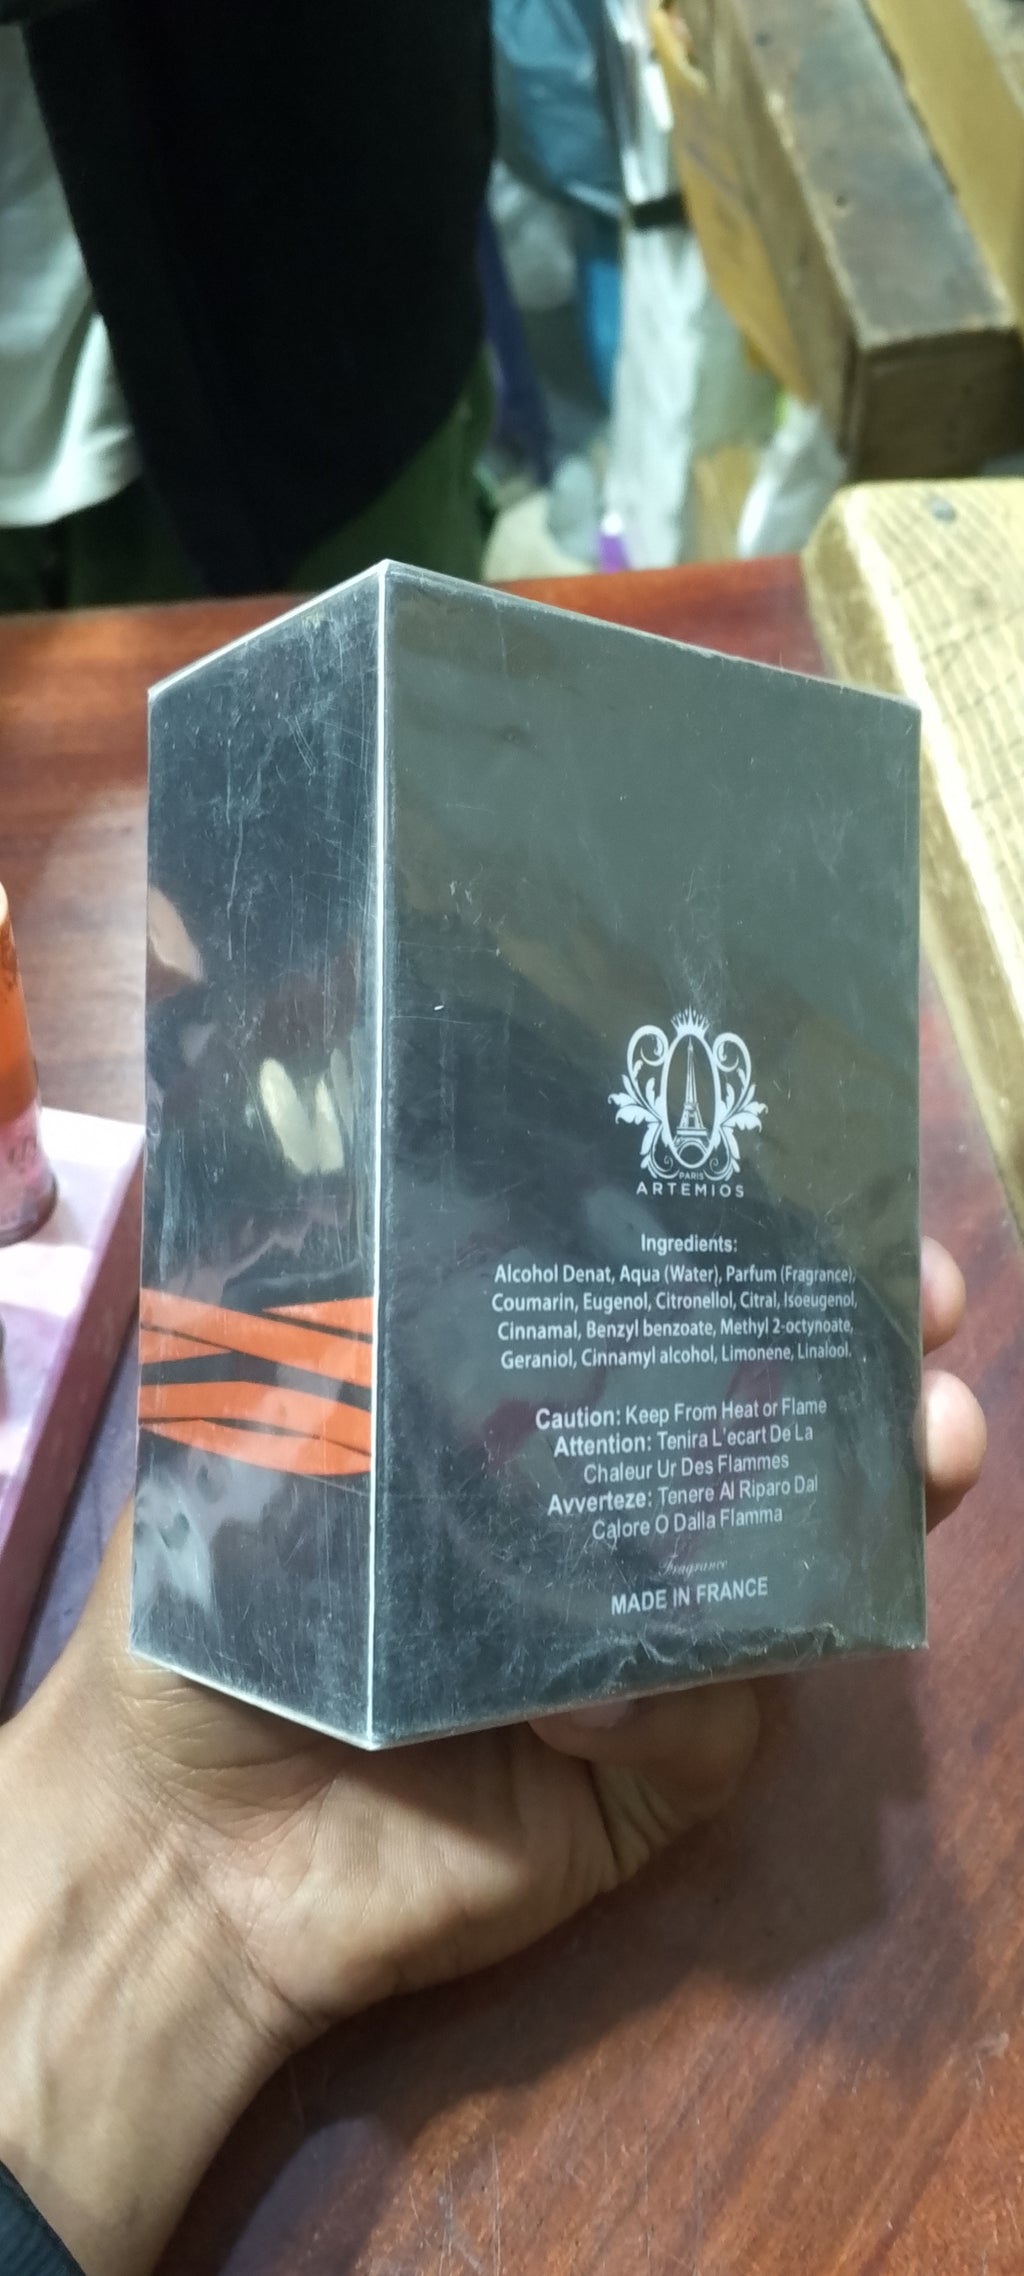 PARIS
ARTEMIOS
Ingredients:
Alcohol Denat, Aqua (Water), Parfum (Fragrance),
Coumarin, Eugenol, Citronellol, Citral, Isoeugenol,
Cinnamal, Benzyl benzoate, Methyl 2-octynoate,
Geraniol, Cinnamyl alcohol, Limonene, Linalool.
Caution: Keep From Heat or Flame
Attention: Tenira L'ecart De La
Chaleur Ur Des Flammes
Avverteze: Tenere Al Riparo Dal
Calore O Dalla Flamma
Fragrance
MADE IN FRANCE